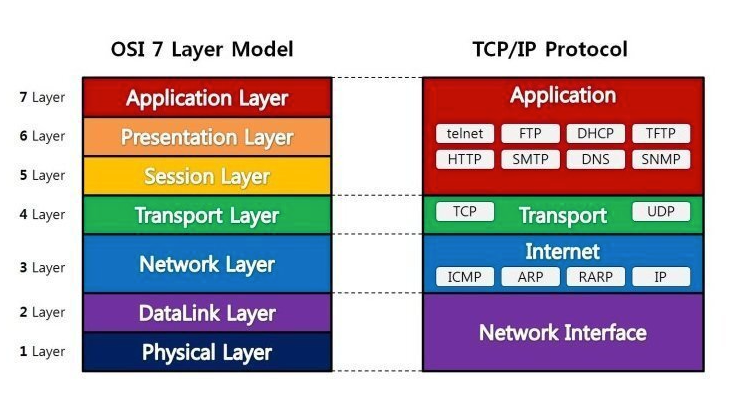 OSI 7 Layer Model
7 Layer
Application Layer
6 Layer
Presentation Layer
5 Layer
Session Layer
4 Layer
Transport Layer
3 Layer
Network Layer
2 Layer
DataLink Layer
1 Layer
Physical Layer
TCP/IP Protocol
Application
telnet FTP DHCP TFTP
HTTP SMTP DNS SNMP
TCP Transport UDP
Internet
ICMP ARP RARP IP
Network Interface